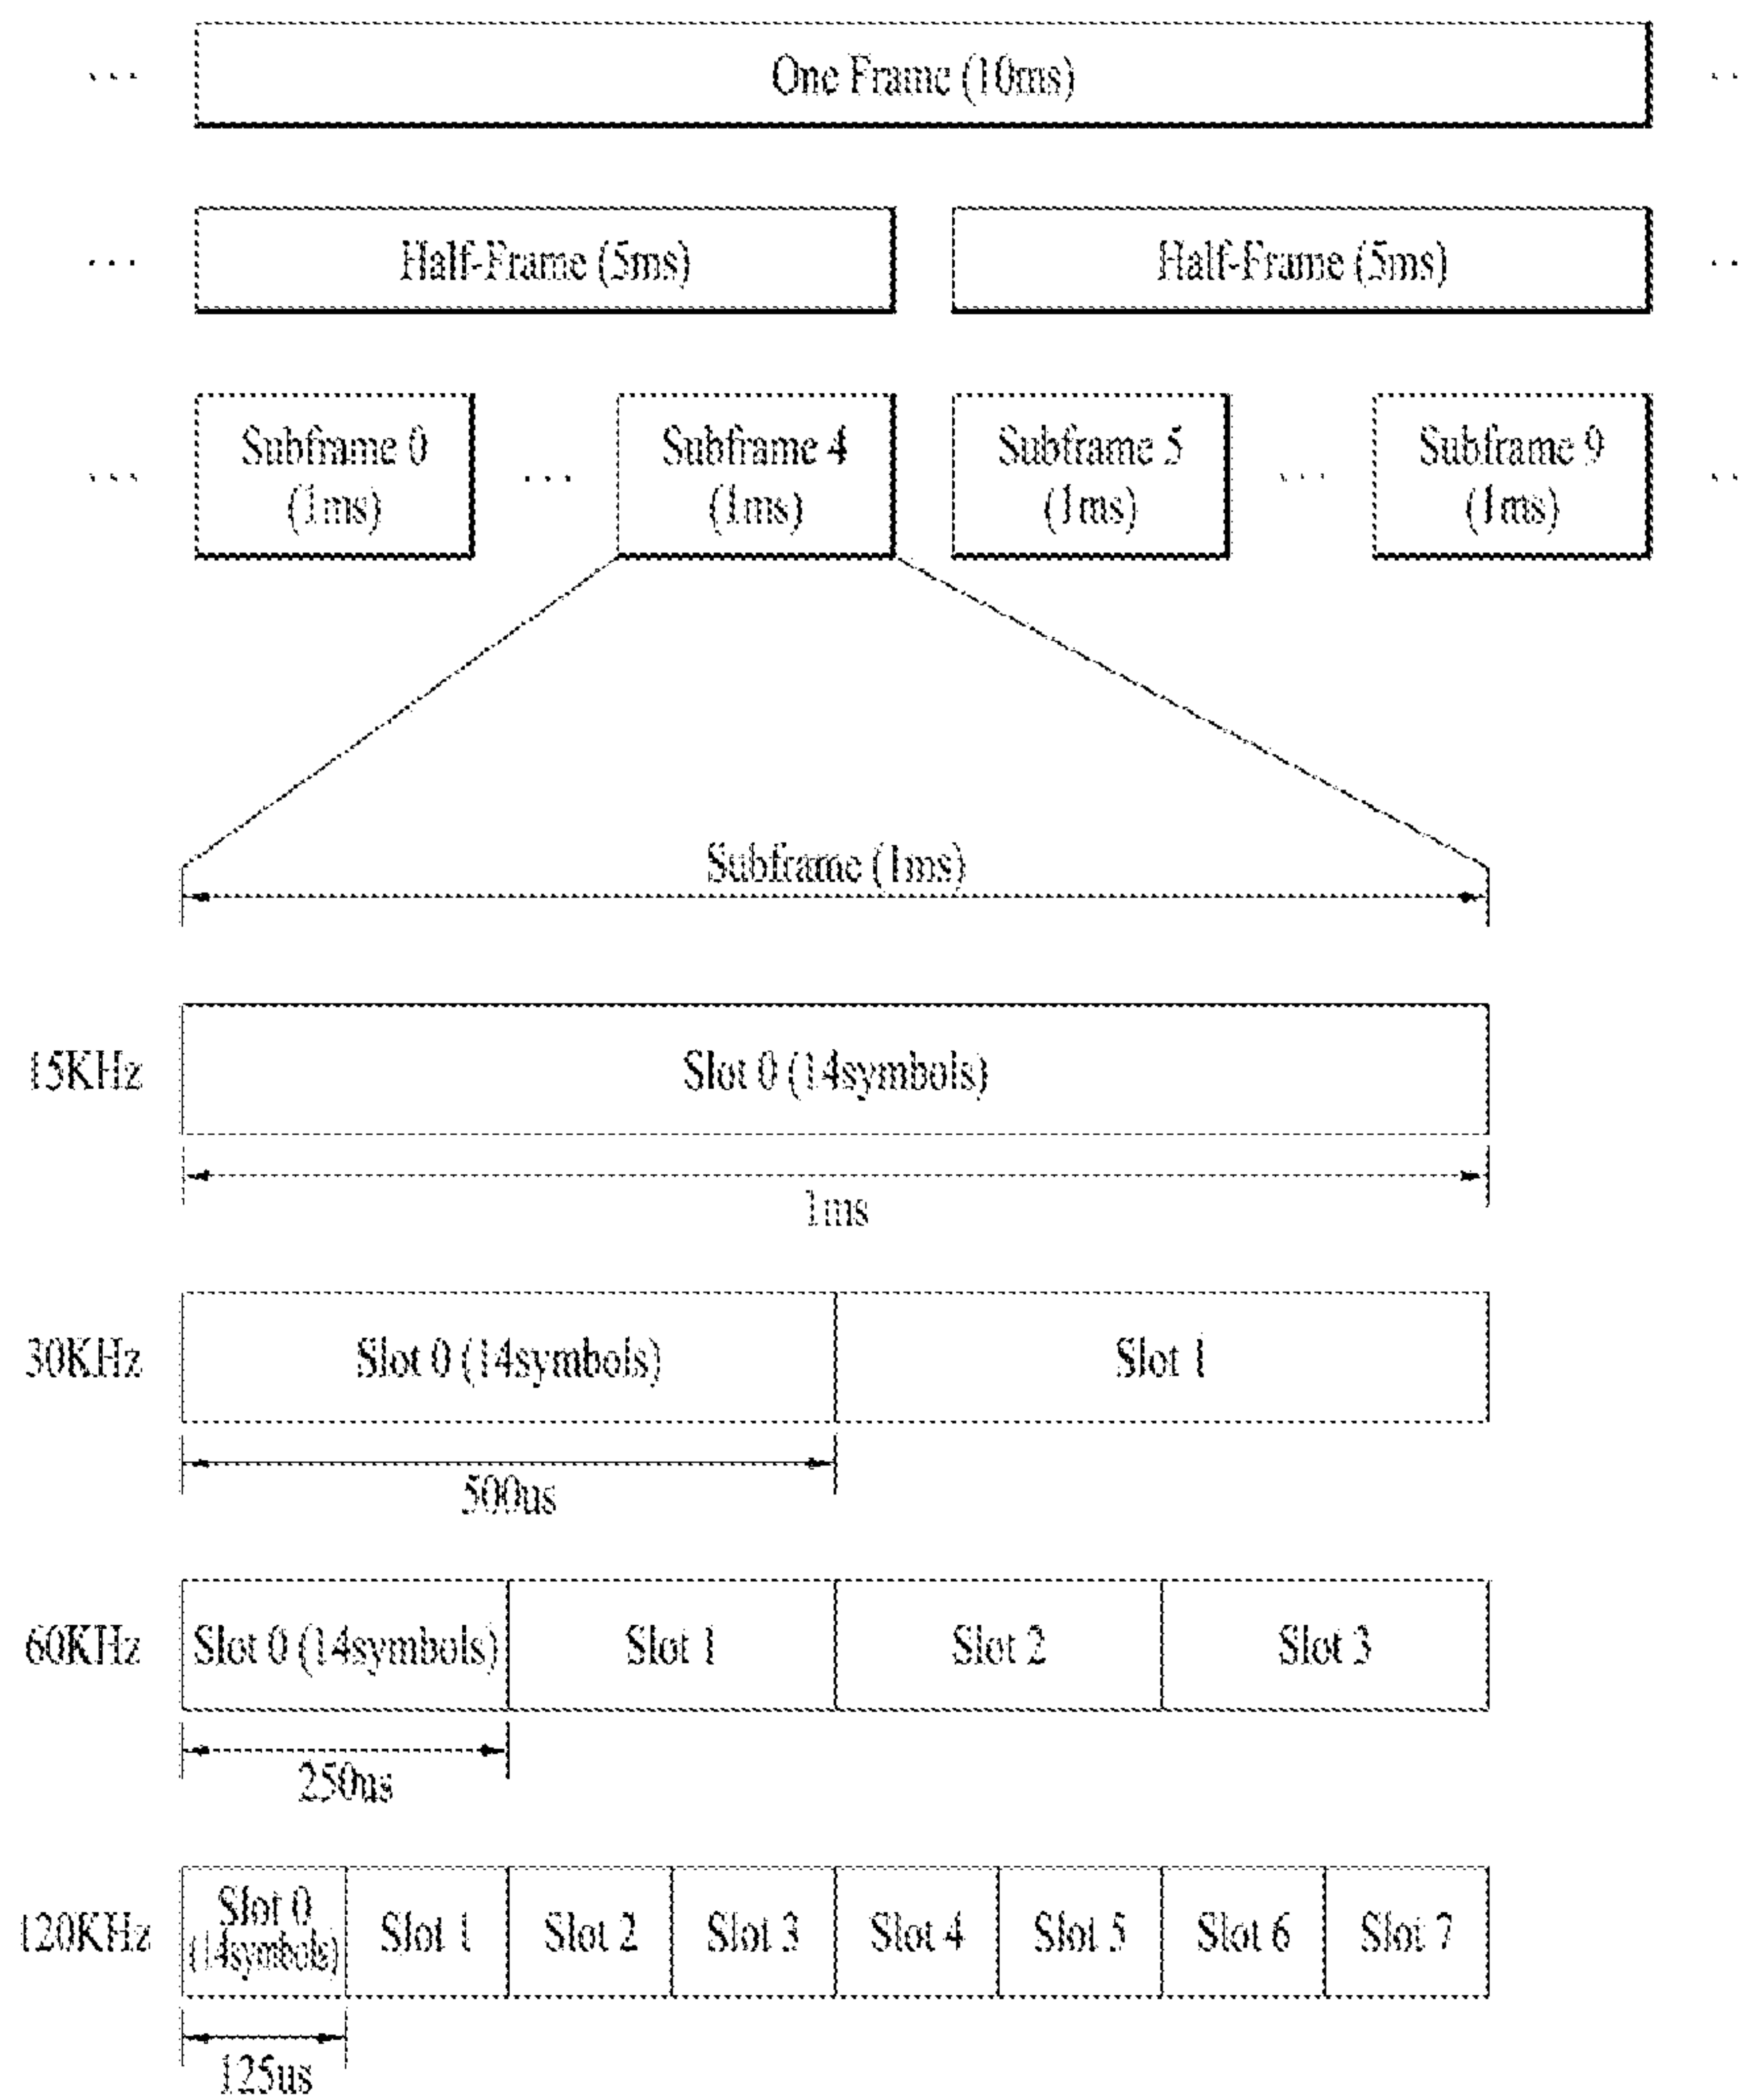 One Frame (10ms)
Half-Frame (5ms) Half-Frame (5ms)
Subframe 0
(1ms)
Subframe 4
(1ms)
Subframe 5
(1ms)
Subframe 9
(1ms)
Subframe (1ms)
15KHz Slot 0 (14symbols)
1ms
30KHz Slot 0 (14symbols) Slot 1
500us
60KHz Slot 0 (14symbols) Slot 1 Slot 2 Slot 3
250us
120KHz
Slot 0
(14symbols)
Slot 1 Slot 2 Slot 3 Slot 4 Slot 5 Slot 6 Slot 7
125us